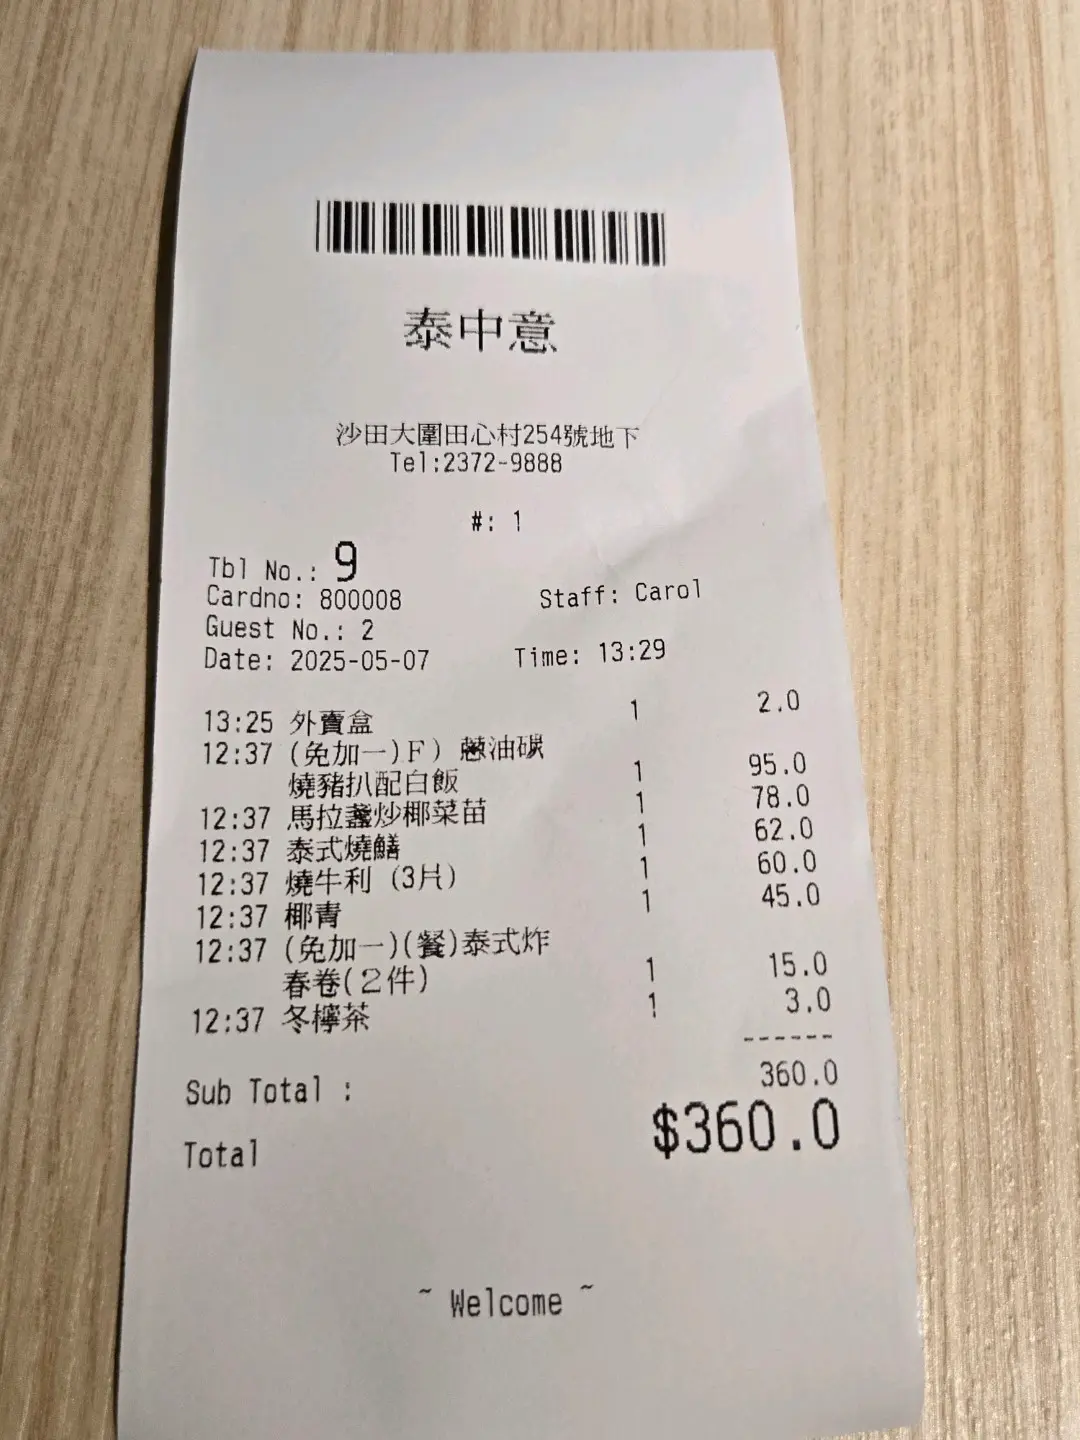 泰中意
沙田大圍田心村254號地下
Tel:2372-9888
#: 1
Tbl No.: 9
Cardno: 800008 Staff: Carol
Guest No.: 2
Date: 2025-05-07 Time: 13:29
13:25 外賣盒 1 2.0
12:37 (免加一)F) 蔥油碳
燒豬扒配白飯 1 95.0
12:37 馬拉盞炒椰菜苗 1 78.0
12:37 泰式燒鱔 1 62.0
12:37 燒牛利 (3片) 1 60.0
12:37 椰青 1 45.0
12:37 (免加一)(餐)泰式炸
春卷(2件) 1 15.0
12:37 冬檸茶 1 3.0
------
Sub Total : 360.0
Total $360.0
~ Welcome ~